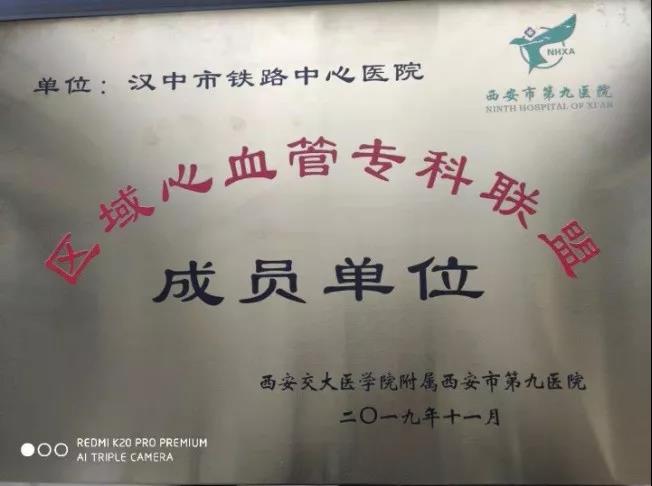 NHXA
西安市第九医院
NINTH HOSPITAL OF XI'AN
单位：汉中市铁路中心医院
区域心血管专科联盟
成员单位
西安交大医学院附属西安市第九医院
二〇一九年十一月
REDMI K20 PRO PREMIUM
AI TRIPLE CAMERA